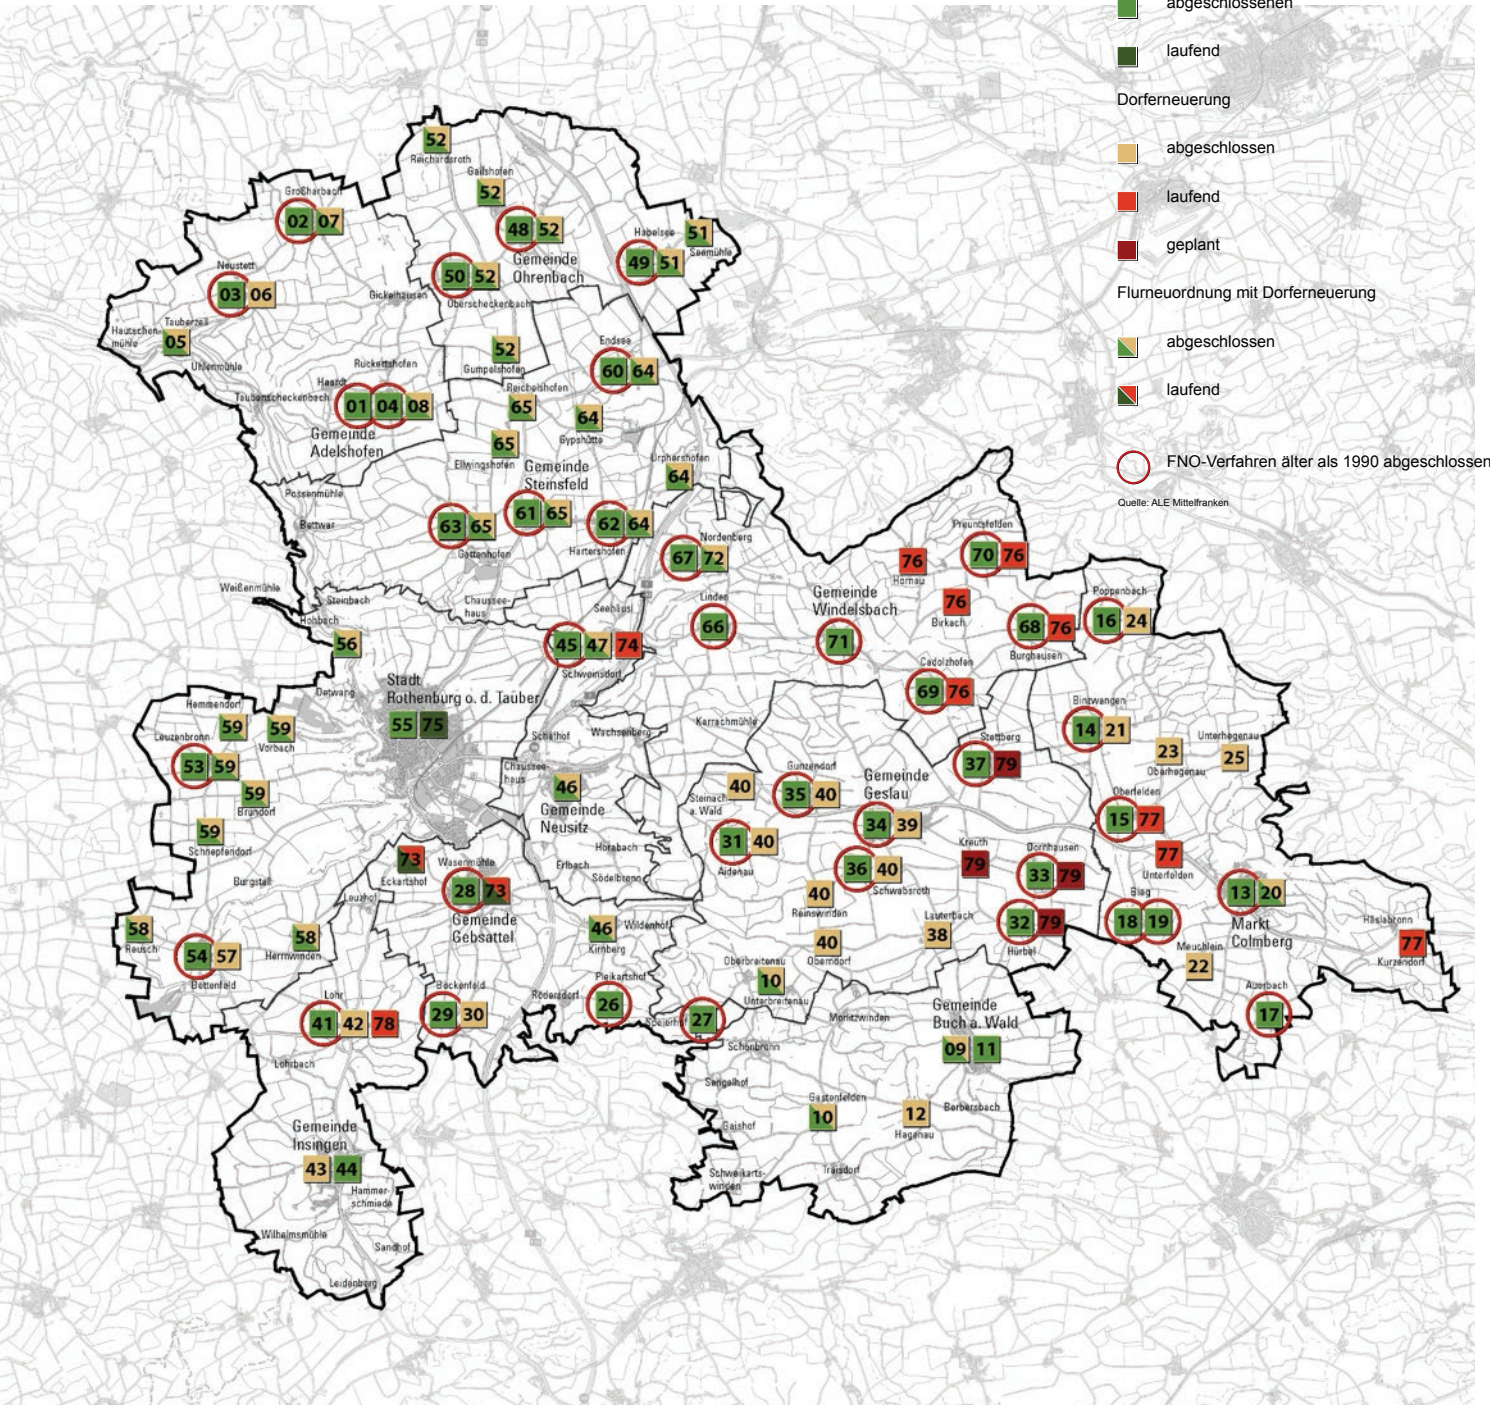 abgeschlossenen
laufend
Dorferneuerung
abgeschlossen
laufend
geplant
Flurneuordnung mit Dorferneuerung
abgeschlossen
laufend
FNO-Verfahren älter als 1990 abgeschlossen
Quelle: ALE Mittelfranken
52
Reichardsroth
Gailshofen
52
Großharbach
02 07
48 52
Gemeinde
Ohrenbach
Habelsee
49 51
51
Seemühle
Neustett
03 06
50 52
Oberscheckenbach
Gickelhausen
Hautschen-
mühle
Tauberzell
05
Uhlenmühle
52
Gumpelshofen
Endsee
60 64
Ruckertshofen
Haardt
Taubenscheckenbach
01 04 08
Gemeinde
Adelshofen
Reichelshofen
65
64
Gypshütte
65
Ellwingshofen
Gemeinde
Steinsfeld
Urphershofen
64
Possenmühle
Bettwar
63 65
Gattenhofen
61 65
62 64
Hartershofen
Nordenberg
67 72
Preuntsfelden
70 76
76
Hornau
Weißenmühle
Steinbach
Hohbach
56
Chaussee-
haus
Seehäusl
45 47 74
Schweinsdorf
Linden
66
Gemeinde
Windelsbach
71
76
Birkach
68 76
Burghausen
Poppenbach
16 24
Cadolzhofen
69 76
Detwang
Stadt
Rothenburg o. d. Tauber
55 75
Hemmendorf
59
59
Vorbach
Leuzenbronn
53 59
59
Brundorf
59
Schnepfendorf
Burgstall
Schafhof
Wachsenberg
Karrachmühle
Chaussee-
haus
46
Gemeinde
Neusitz
Horabach
Erlbach
Södelbronn
Binzwangen
14 21
23
Oberhegenau
Unterhegenau
25
Stettberg
37 79
Steinach
a. Wald
40
Gunzendorf
35 40
Gemeinde
Geslau
34 39
31 40
Aidenau
36 40
Schwabsroth
Kreuth
79
Dornhausen
33 79
Oberfelden
15 77
77
Unterfelden
73
Eckartshof
Wasenmühle
28 73
Gemeinde
Gebsattel
Leuzhof
40
Reinswinden
40
Oberndorf
Lauterbach
38
32 79
Hürbel
18 19
13 20
Markt
Colmberg
Meuchlein
22
Häslabronn
77
Kurzendorf
Auerbach
17
58
Reusch
54 57
Bettenfeld
58
Herrnwinden
46
Kirnberg
Wildenhof
Lohr
41 42 78
Lohrbach
Bockenfeld
29 30
Rödersdorf
Pleikartshof
26
Speierhof
27
Oberbreitenau
10
Unterbreitenau
Morlitzwinden
Gemeinde
Buch a. Wald
09 11
Schönbronn
Sengelhof
Gastenfelden
10
12
Hagenau
Berbersbach
Gaishof
Schweikarts-
winden
Traisdorf
Gemeinde
Insingen
43 44
Hammer-
schmiede
Wilhelmsmühle
Sandhof
Leidenberg